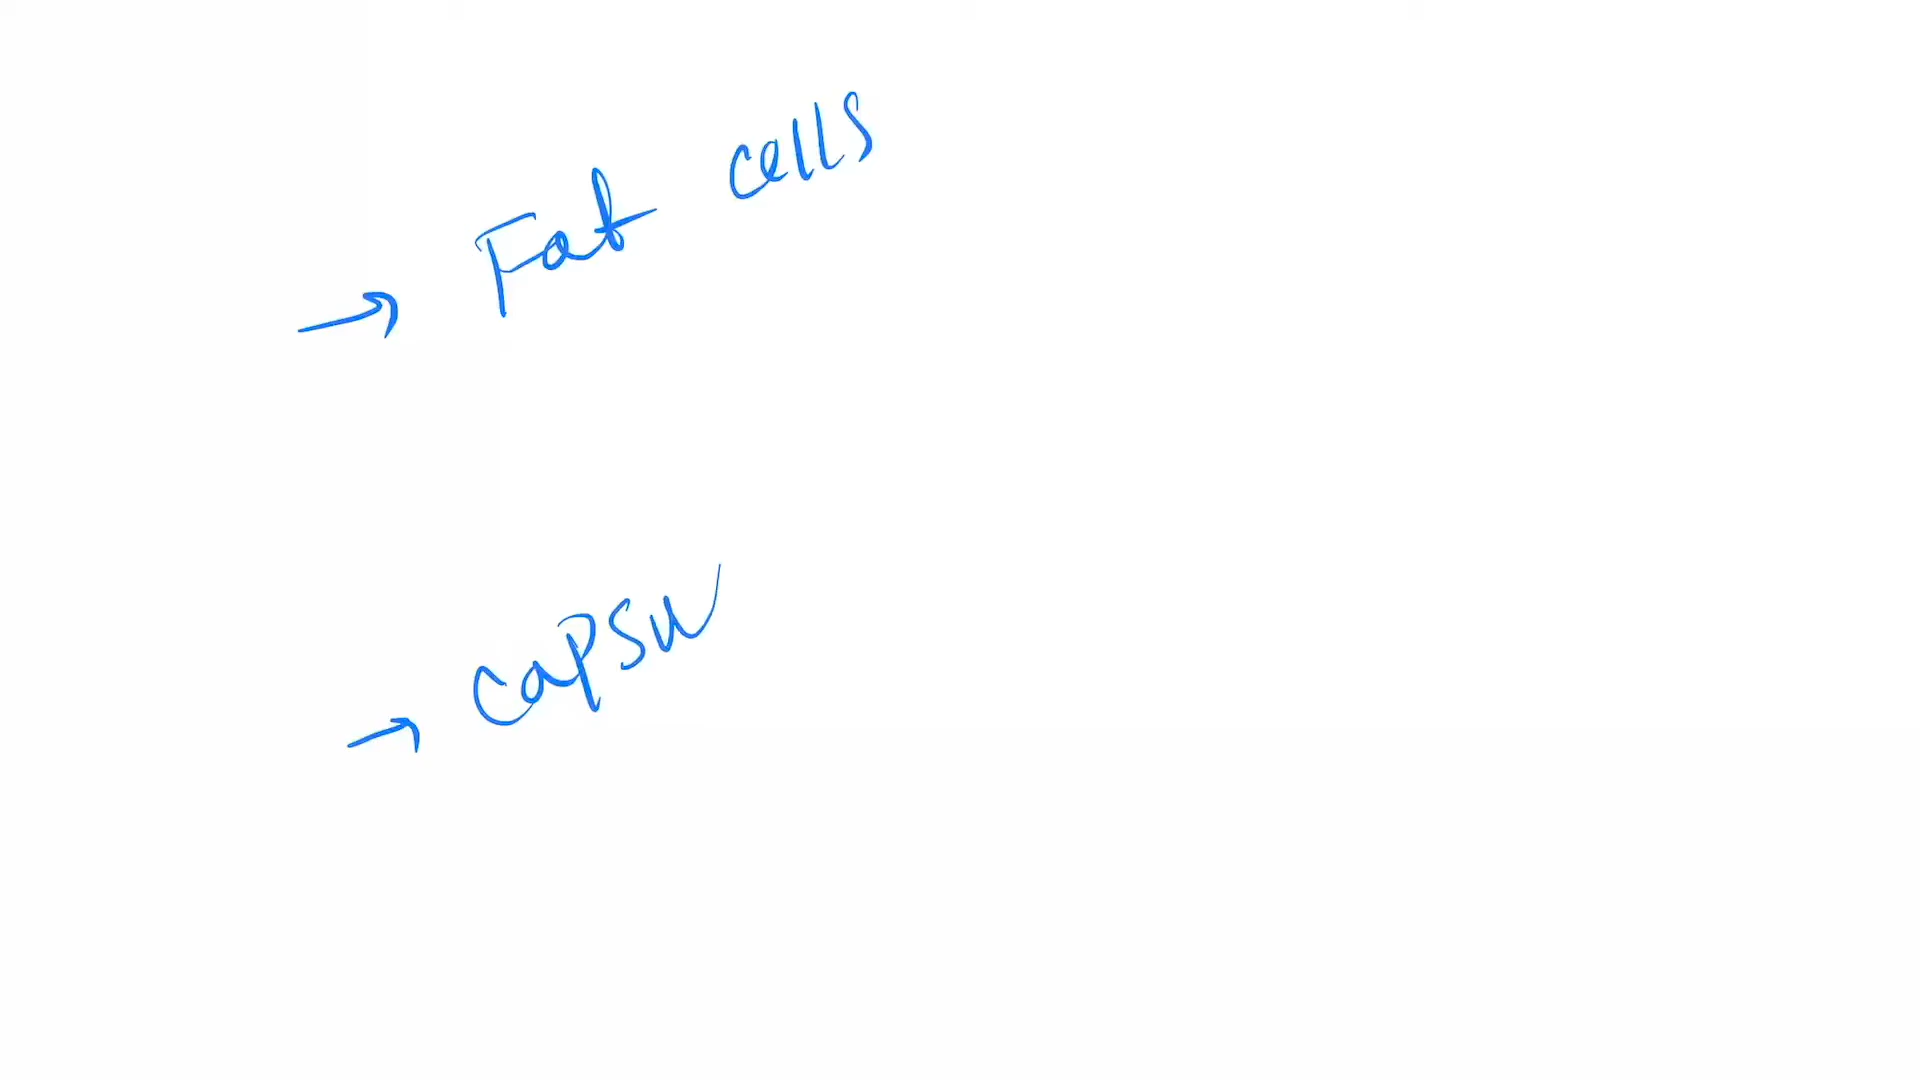 → Fat cells
→ capsu